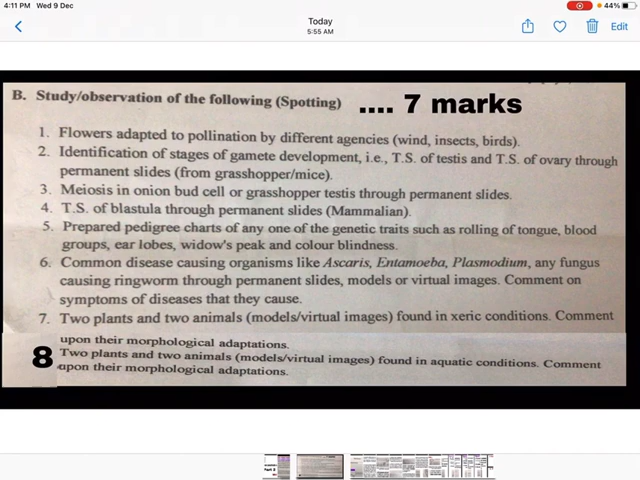 4:11 PM Wed 9 Dec
44%
Today
5:55 AM
Edit
B. Study/observation of the following (Spotting) .... 7 marks
1. Flowers adapted to pollination by different agencies (wind, insects, birds).
2. Identification of stages of gamete development, i.e., T.S. of testis and T.S. of ovary through
permanent slides (from grasshopper/mice).
3. Meiosis in onion bud cell or grasshopper testis through permanent slides.
4. T.S. of blastula through permanent slides (Mammalian).
5. Prepared pedigree charts of any one of the genetic traits such as rolling of tongue, blood
groups, ear lobes, widow's peak and colour blindness.
6. Common disease causing organisms like Ascaris, Entamoeba, Plasmodium, any fungus
causing ringworm through permanent slides, models or virtual images. Comment on
symptoms of diseases that they cause.
7. Two plants and two animals (models/virtual images) found in xeric conditions. Comment
upon their morphological adaptations.
8 Two plants and two animals (models/virtual images) found in aquatic conditions. Comment
upon their morphological adaptations.